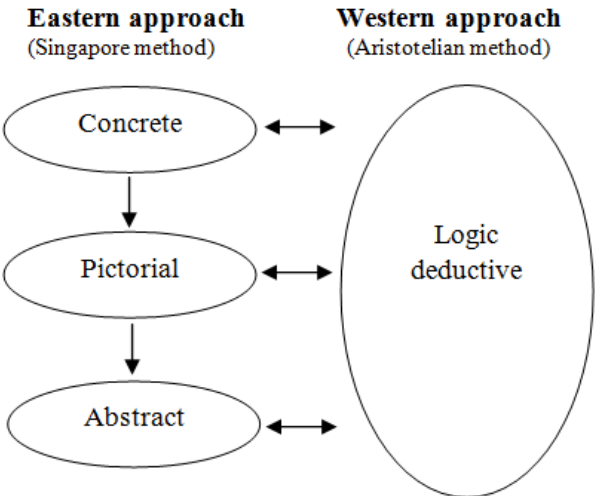 Eastern approach
(Singapore method)
Western approach
(Aristotelian method)
Concrete
Pictorial
Abstract
Logic
deductive